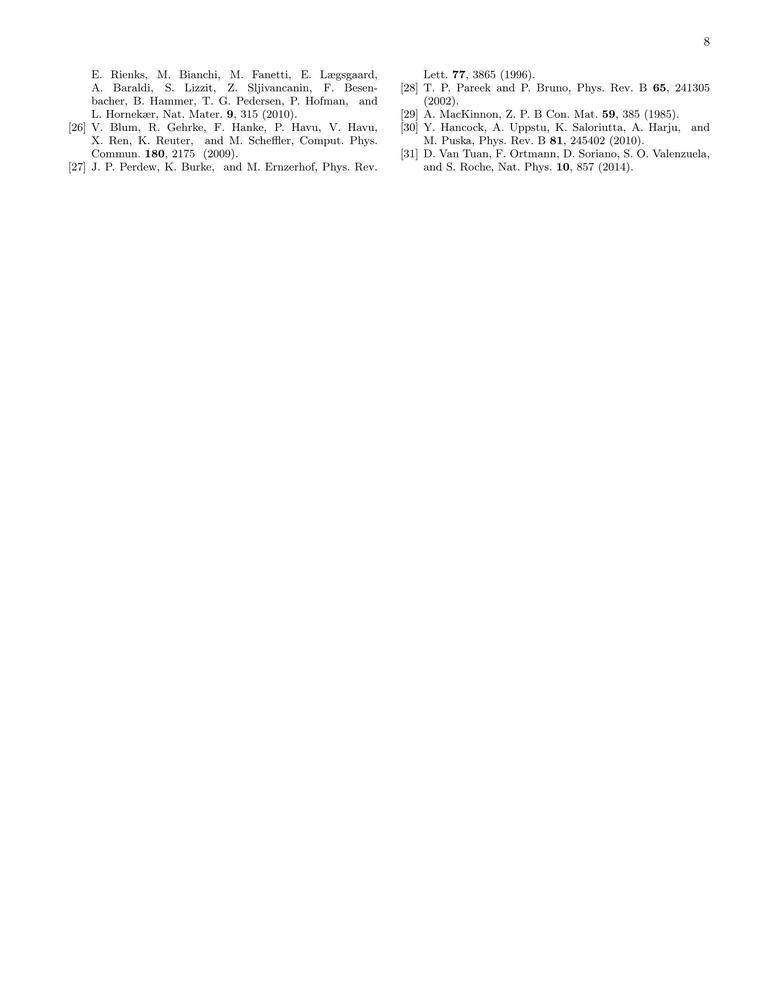 8
E. Rienks, M. Bianchi, M. Fanetti, E. Lægsgaard,
A. Baraldi, S. Lizzit, Z. Sljivancanin, F. Besen-
bacher, B. Hammer, T. G. Pedersen, P. Hofman, and
L. Hornekær, Nat. Mater. 9, 315 (2010).
[26] V. Blum, R. Gehrke, F. Hanke, P. Havu, V. Havu,
X. Ren, K. Reuter, and M. Scheffler, Comput. Phys.
Commun. 180, 2175 (2009).
[27] J. P. Perdew, K. Burke, and M. Ernzerhof, Phys. Rev.
Lett. 77, 3865 (1996).
[28] T. P. Pareek and P. Bruno, Phys. Rev. B 65, 241305
(2002).
[29] A. MacKinnon, Z. P. B Con. Mat. 59, 385 (1985).
[30] Y. Hancock, A. Uppstu, K. Saloriutta, A. Harju, and
M. Puska, Phys. Rev. B 81, 245402 (2010).
[31] D. Van Tuan, F. Ortmann, D. Soriano, S. O. Valenzuela,
and S. Roche, Nat. Phys. 10, 857 (2014).